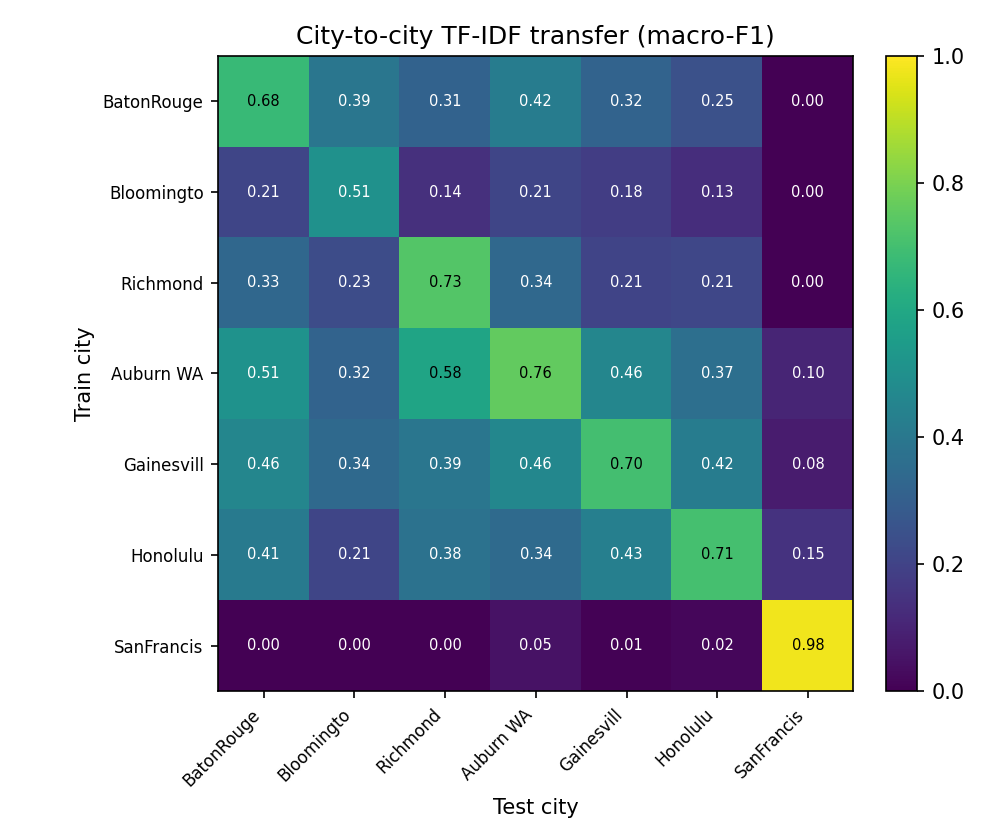 City-to-city TF-IDF transfer (macro-F1)
BatonRouge 0.68 0.39 0.31 0.42 0.32 0.25 0.00
Bloomingto 0.21 0.51 0.14 0.21 0.18 0.13 0.00
Richmond 0.33 0.23 0.73 0.34 0.21 0.21 0.00
Auburn WA 0.51 0.32 0.58 0.76 0.46 0.37 0.10
Gainesvill 0.46 0.34 0.39 0.46 0.70 0.42 0.08
Honolulu 0.41 0.21 0.38 0.34 0.43 0.71 0.15
SanFrancis 0.00 0.00 0.00 0.05 0.01 0.02 0.98
Train city
BatonRouge Bloomingto Richmond Auburn WA Gainesvill Honolulu SanFrancis
Test city
1.0
0.8
0.6
0.4
0.2
0.0